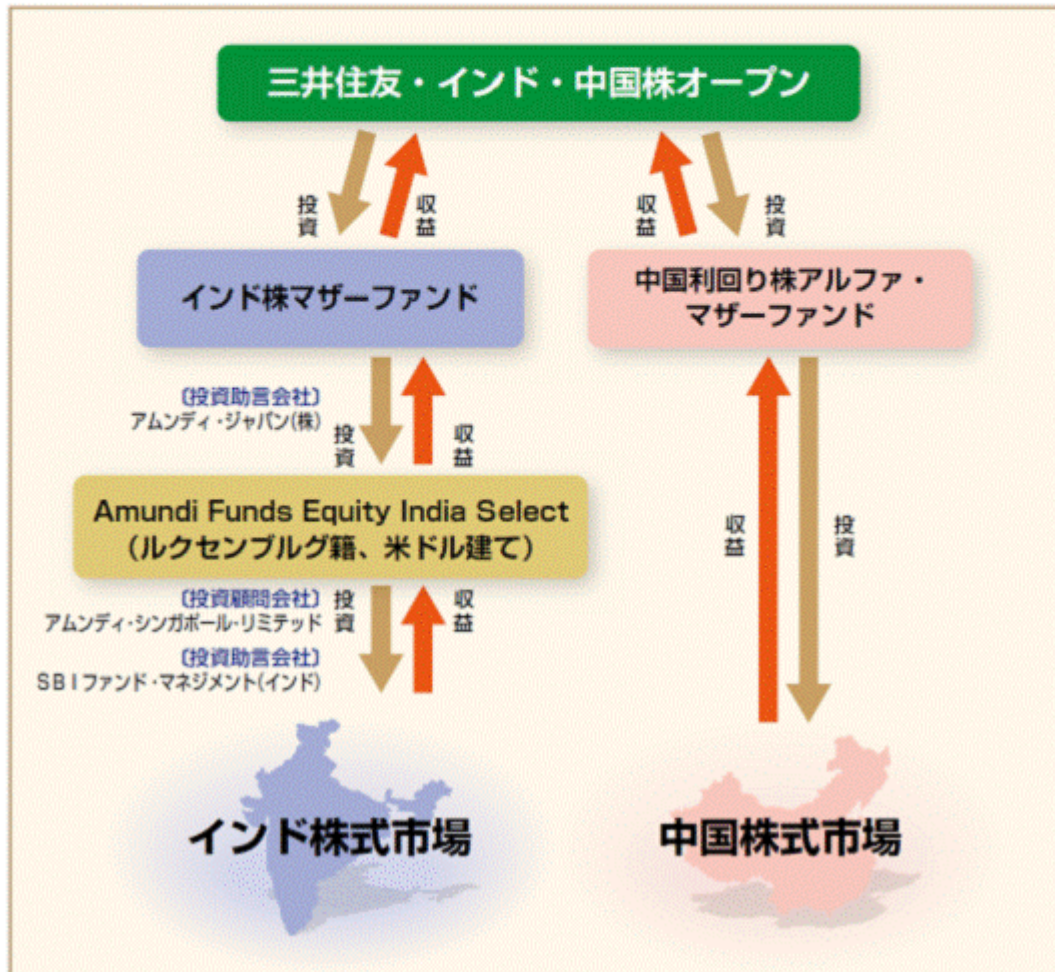 三井住友・インド・中国株オープン
投資
収益
収益
投資
インド株マザーファンド
中国利回り株アルファ・
マザーファンド
〔投資助言会社〕
アムンディ・ジャパン(株)
投資
収益
Amundi Funds Equity India Select
(ルクセンブルグ籍、米ドル建て)
収益
投資
〔投資顧問会社〕
アムンディ・シンガポール・リミテッド
投資
収益
〔投資助言会社〕
SBIファンド・マネジメント(インド)
インド株式市場
中国株式市場